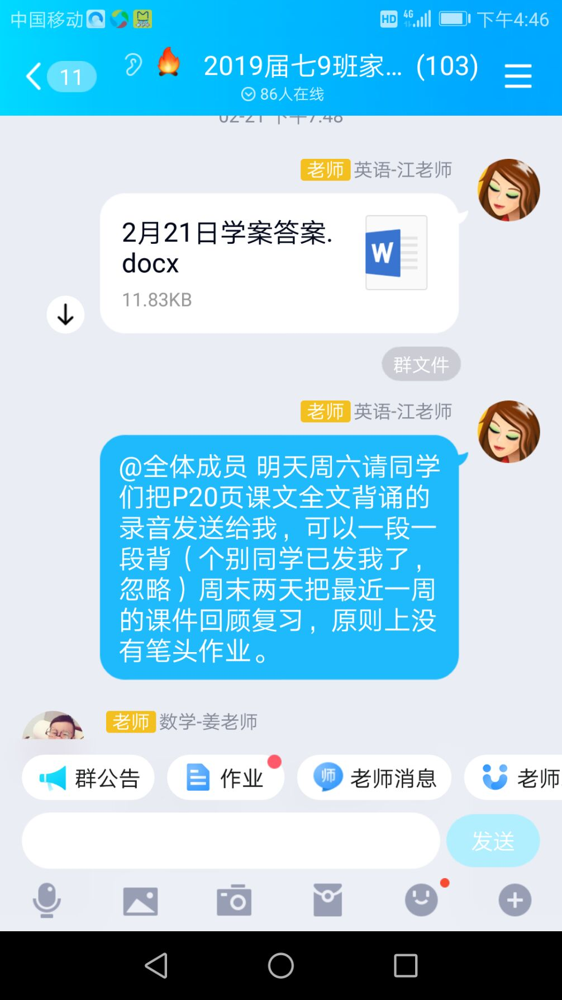 中国移动
HD 4G 下午4:46
11
2019届七9班家... (103)
86人在线
02-21 下午7:48
老师 英语-江老师
2月21日学案答案.
docx
W
11.83KB
群文件
老师 英语-江老师
@全体成员 明天周六请同学
们把P20页课文全文背诵的
录音发送给我，可以一段一
段背（个别同学已发我了，
忽略）周末两天把最近一周
的课件回顾复习，原则上没
有笔头作业。
老师 数学-姜老师
群公告
作业
师 老师消息
老师
发送